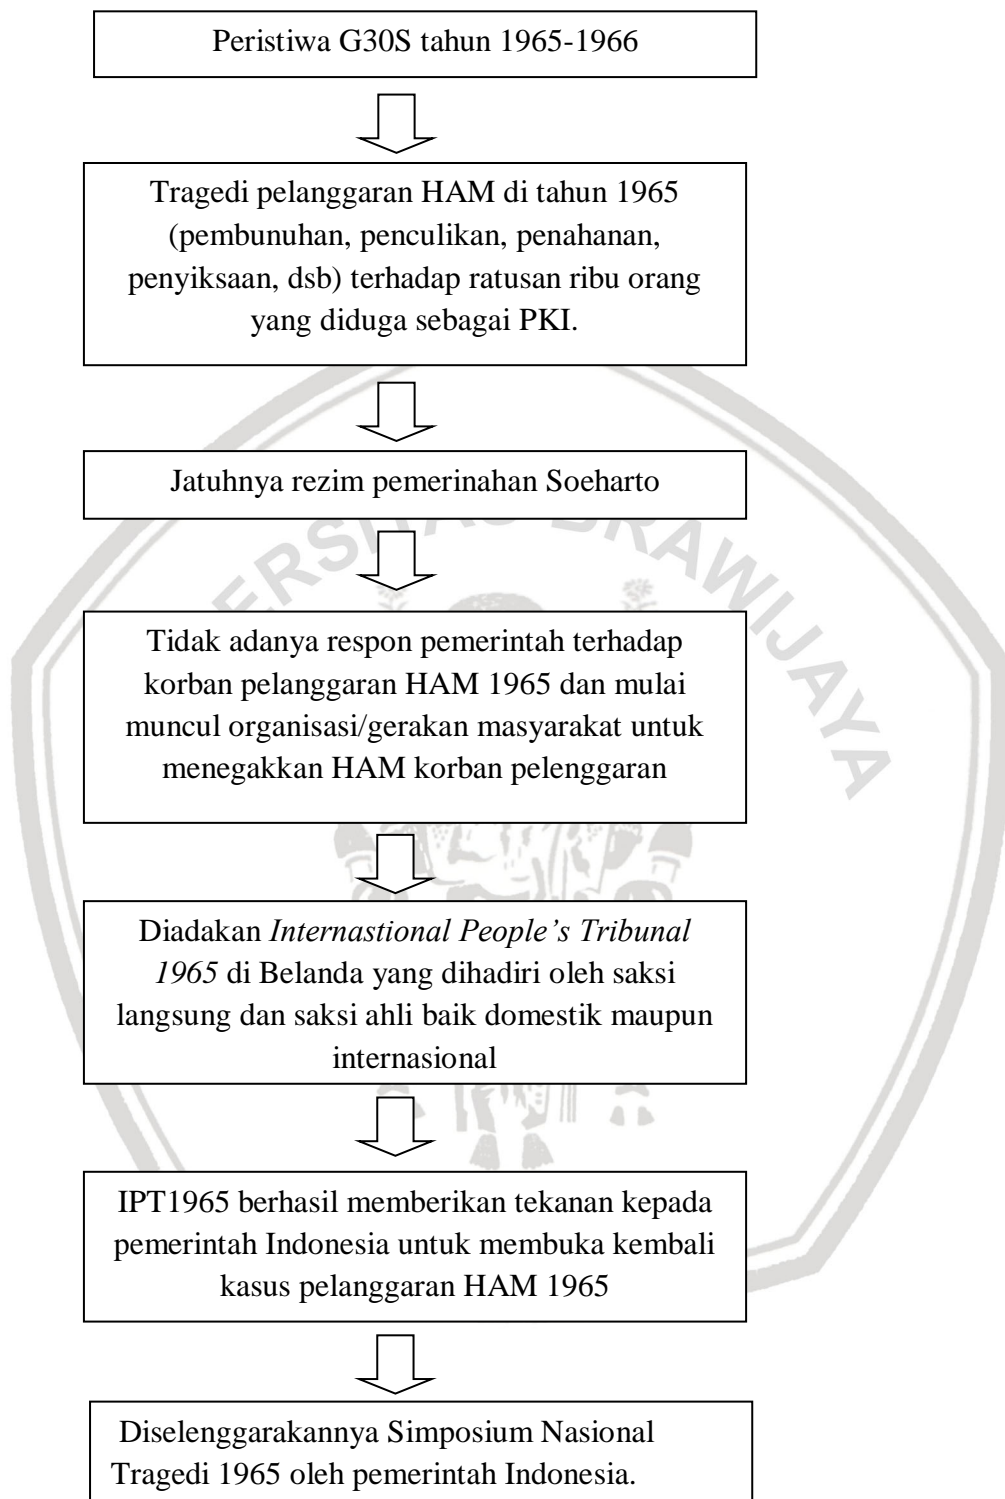 Peristiwa G30S tahun 1965-1966
Tragedi pelanggaran HAM di tahun 1965
(pembunuhan, penculikan, penahanan,
penyiksaan, dsb) terhadap ratusan ribu orang
yang diduga sebagai PKI.
Jatuhnya rezim pemerinahan Soeharto
ERSITAS BRAWIJAYA
Tidak adanya respon pemerintah terhadap
korban pelanggaran HAM 1965 dan mulai
muncul organisasi/gerakan masyarakat untuk
menegakkan HAM korban pelenggaran
Diadakan Internastional People's Tribunal
1965 di Belanda yang dihadiri oleh saksi
langsung dan saksi ahli baik domestik maupun
internasional
IPT1965 berhasil memberikan tekanan kepada
pemerintah Indonesia untuk membuka kembali
kasus pelanggaran HAM 1965
Diselenggarakannya Simposium Nasional
Tragedi 1965 oleh pemerintah Indonesia.